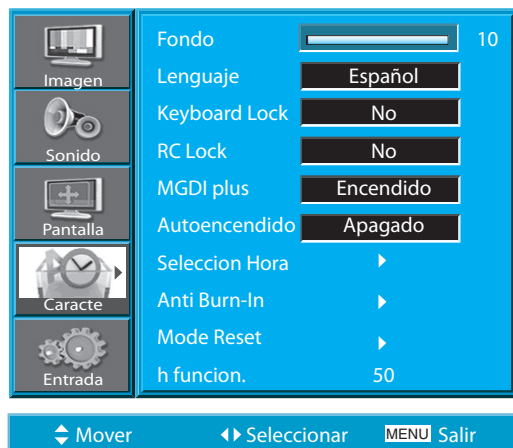 Imagen
Sonido
Pantalla
Caracte
Entrada
Fondo 10
Lenguaje Español
Keyboard Lock No
RC Lock No
MGDI plus Encendido
Autoencendido Apagado
Seleccion Hora
Anti Burn-In
Mode Reset
h funcion. 50
Mover Seleccionar MENU Salir